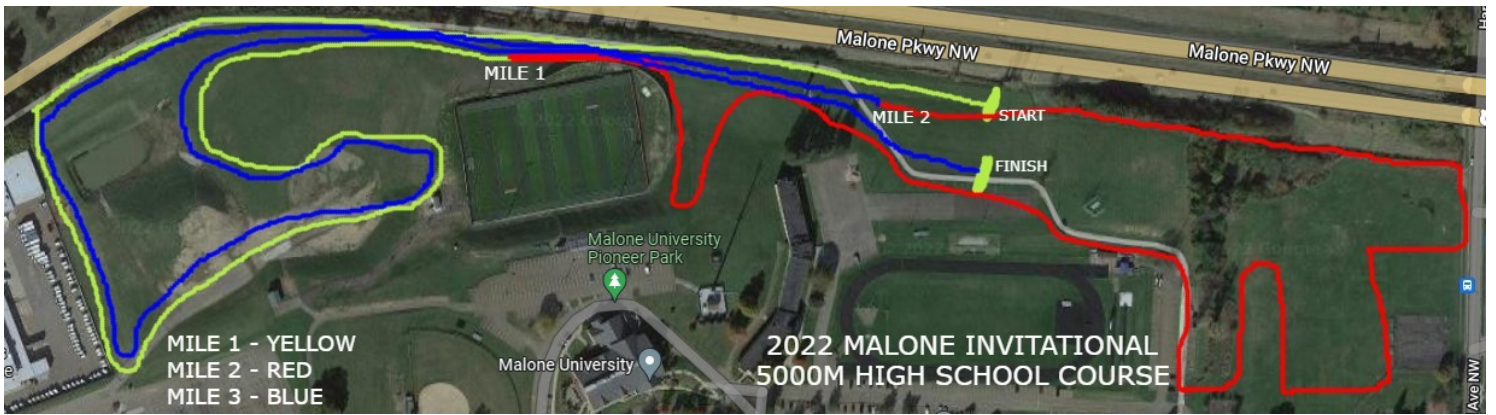 Malone Pkwy NW
Malone Pkwy NW
MILE 1
MILE 2
START
FINISH
Malone University
Pioneer Park
Malone University
MILE 1 - YELLOW
MILE 2 - RED
MILE 3 - BLUE
2022 MALONE INVITATIONAL
5000M HIGH SCHOOL COURSE
Ave NW